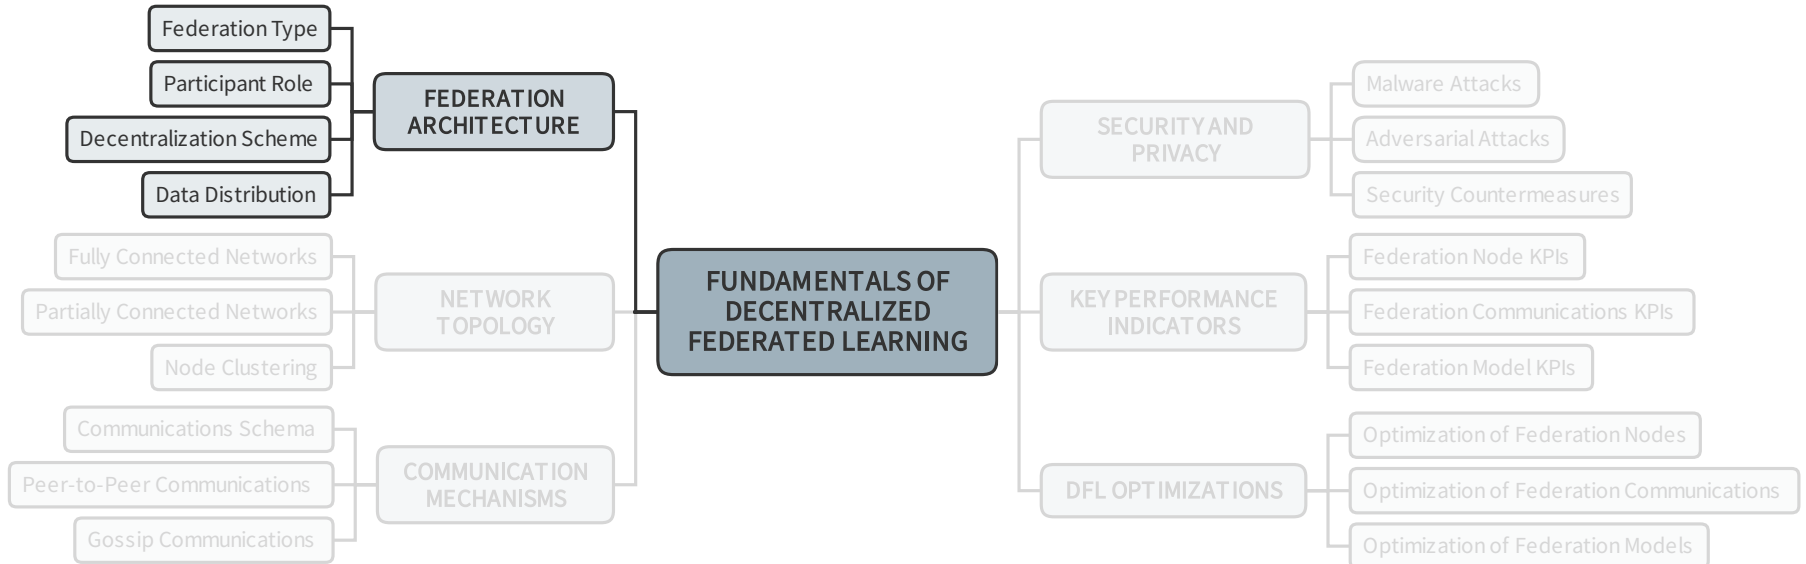 Federation Type
Participant Role
Decentralization Scheme
Data Distribution
FEDERATION
ARCHITECTURE
Fully Connected Networks
Partially Connected Networks
Node Clustering
NETWORK
TOPOLOGY
Communications Schema
Peer-to-Peer Communications
Gossip Communications
COMMUNICATION
MECHANISMS
FUNDAMENTALS OF
DECENTRALIZED
FEDERATED LEARNING
SECURITY AND
PRIVACY
Malware Attacks
Adversarial Attacks
Security Countermeasures
KEY PERFORMANCE
INDICATORS
Federation Node KPIs
Federation Communications KPIs
Federation Model KPIs
DFL OPTIMIZATIONS
Optimization of Federation Nodes
Optimization of Federation Communications
Optimization of Federation Models